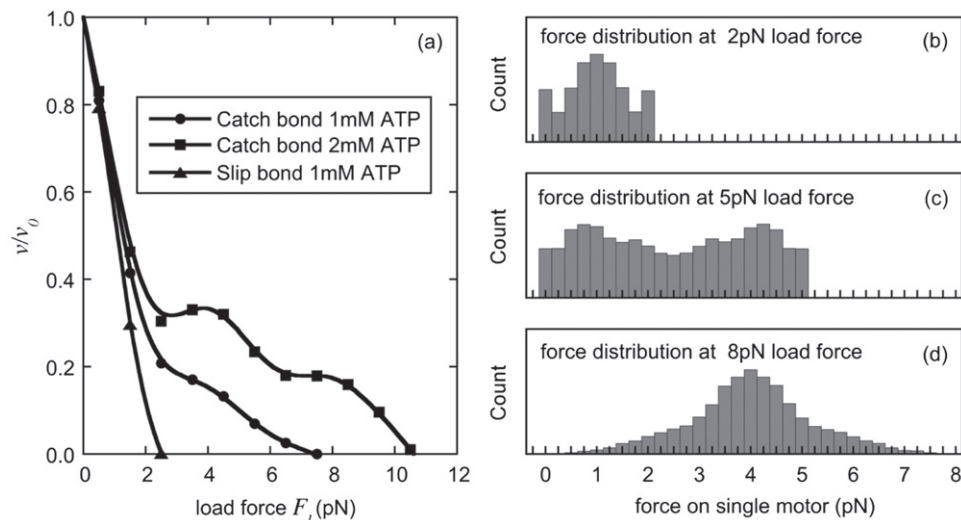 (a)
1.0
0.8
0.6
0.4
0.2
0.0
v/v0
Catch bond 1mM ATP
Catch bond 2mM ATP
Slip bond 1mM ATP
0 2 4 6 8 10 12
load force FL(pN)
force distribution at 2pN load force (b)
Count
force distribution at 5pN load force (c)
Count
force distribution at 8pN load force (d)
Count
0 1 2 3 4 5 6 7 8
force on single motor (pN)